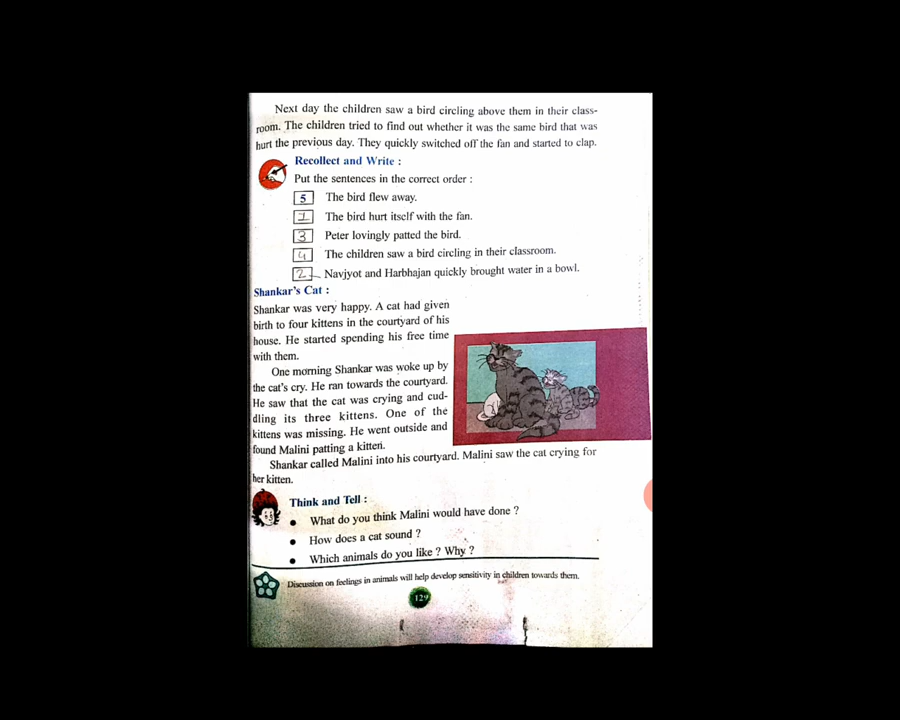 Next day the children saw a bird circling above them in their class-
room. The children tried to find out whether it was the same bird that was
hurt the previous day. They quickly switched off the fan and started to clap.
Recollect and Write :
Put the sentences in the correct order :
5 The bird flew away.
1 The bird hurt itself with the fan.
3 Peter lovingly patted the bird.
4 The children saw a bird circling in their classroom.
2 Navjyot and Harbhajan quickly brought water in a bowl.
Shankar's Cat :
Shankar was very happy. A cat had given
birth to four kittens in the courtyard of his
house. He started spending his free time
with them.
One morning Shankar was woke up by
the cat's cry. He ran towards the courtyard.
He saw that the cat was crying and cud-
dling its three kittens. One of the
kittens was missing. He went outside and
found Malini patting a kitten.
Shankar called Malini into his courtyard. Malini saw the cat crying for
her kitten.
Think and Tell :
• What do you think Malini would have done ?
• How does a cat sound ?
• Which animals do you like ? Why ?
Discussion on feelings in animals will help develop sensitivity in children towards them.
129